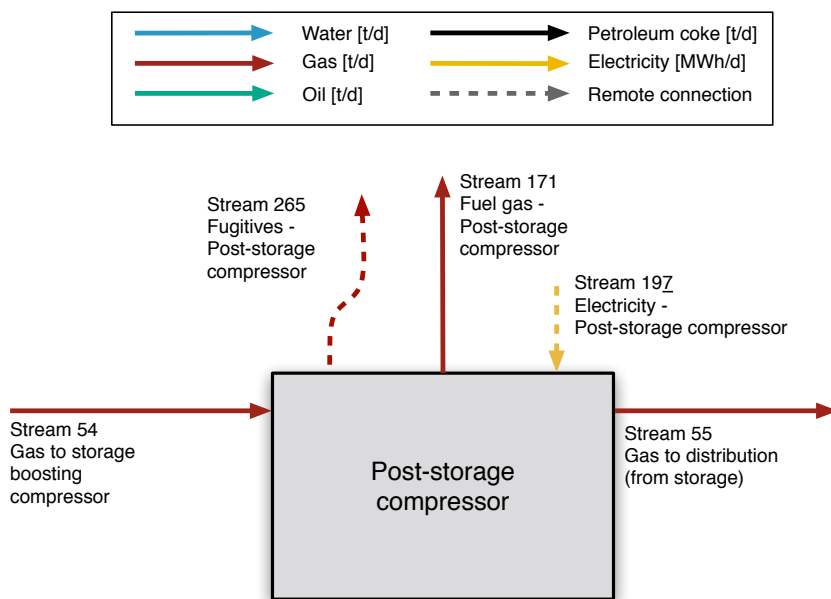 Water [t/d]
Gas [t/d]
Oil [t/d]
Petroleum coke [t/d]
Electricity [MWh/d]
Remote connection
Stream 265
Fugitives -
Post-storage
compressor
Stream 171
Fuel gas -
Post-storage
compressor
Stream 197
Electricity -
Post-storage compressor
Stream 54
Gas to storage
boosting
compressor
Post-storage
compressor
Stream 55
Gas to distribution
(from storage)